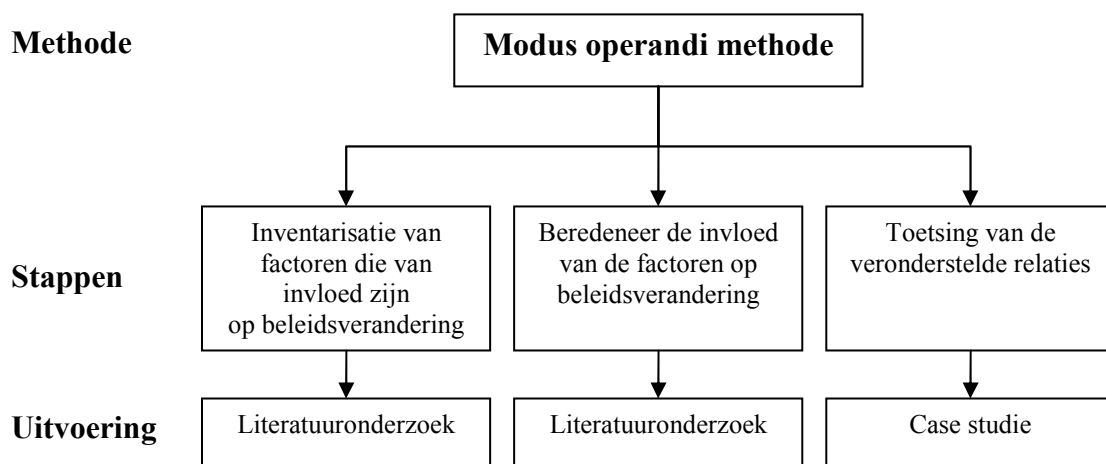 Methode
Modus operandi methode
Stappen
Inventarisatie van
factoren die van
invloed zijn
op beleidsverandering
Beredeneer de invloed
van de factoren op
beleidsverandering
Toetsing van de
veronderstelde relaties
Uitvoering
Literatuuronderzoek
Literatuuronderzoek
Case studie